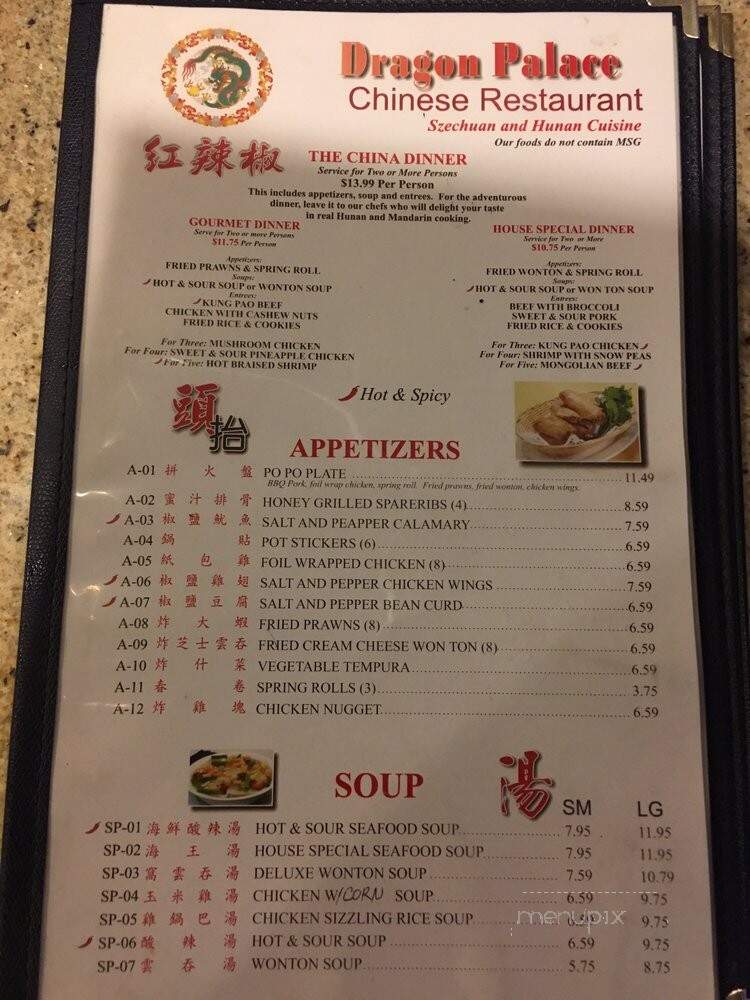 Dragon Palace
Chinese Restaurant
Szechuan and Hunan Cuisine
Our foods do not contain MSG
紅辣椒
THE CHINA DINNER
Service for Two or More Persons
$13.99 Per Person
This includes appetizers, soup and entrees. For the adventurous
dinner, leave it to our chefs who will delight your taste
in real Hunan and Mandarin cooking.
GOURMET DINNER
Serve for Two or more Persons
$11.75 Per Person
Appetizers:
FRIED PRAWNS & SPRING ROLL
Soups:
HOT & SOUR SOUP or WONTON SOUP
Entrees:
KUNG PAO BEEF
CHICKEN WITH CASHEW NUTS
FRIED RICE & COOKIES
For Three: MUSHROOM CHICKEN
For Four: SWEET & SOUR PINEAPPLE CHICKEN
For Five: HOT BRAISED SHRIMP
HOUSE SPECIAL DINNER
Service for Two or More
$10.75 Per Person
Appetizers:
FRIED WONTON & SPRING ROLL
Soups:
HOT & SOUR SOUP or WON TON SOUP
Entrees:
BEEF WITH BROCCOLI
SWEET & SOUR PORK
FRIED RICE & COOKIES
For Three: KUNG PAO CHICKEN
For Four: SHRIMP WITH SNOW PEAS
For Five: MONGOLIAN BEEF
Hot & Spicy
頭抬
APPETIZERS
A-01 拼火盤 PO PO PLATE 11.49
BBQ Pork, foil wrap chicken, spring roll. Fried prawns, fried wonton, chicken wings.
A-02 蜜汁排骨 HONEY GRILLED SPARERIBS (4) 8.59
A-03 椒鹽魷魚 SALT AND PEAPPER CALAMARY 7.59
A-04 鍋貼 POT STICKERS (6) 6.59
A-05 紙包雞 FOIL WRAPPED CHICKEN (8) 6.59
A-06 椒鹽雞翅 SALT AND PEPPER CHICKEN WINGS 7.59
A-07 椒鹽豆腐 SALT AND PEPPER BEAN CURD 6.59
A-08 炸大蝦 FRIED PRAWNS (8) 6.59
A-09 炸芝士雲吞 FRIED CREAM CHEESE WON TON (8) 6.59
A-10 炸什菜 VEGETABLE TEMPURA 6.59
A-11 春卷 SPRING ROLLS (3) 3.75
A-12 炸雞塊 CHICKEN NUGGET 6.59
SOUP 湯
SM LG
SP-01 海鮮酸辣湯 HOT & SOUR SEAFOOD SOUP 7.95 11.95
SP-02 海王湯 HOUSE SPECIAL SEAFOOD SOUP 7.95 11.95
SP-03 窩雲吞湯 DELUXE WONTON SOUP 7.59 10.79
SP-04 玉米雞湯 CHICKEN W/CORN SOUP 6.59 9.75
SP-05 雞鍋巴湯 CHICKEN SIZZLING RICE SOUP 6.59 9.75
SP-06 酸辣湯 HOT & SOUR SOUP 6.59 9.75
SP-07 雲吞湯 WONTON SOUP 5.75 8.75
menupix